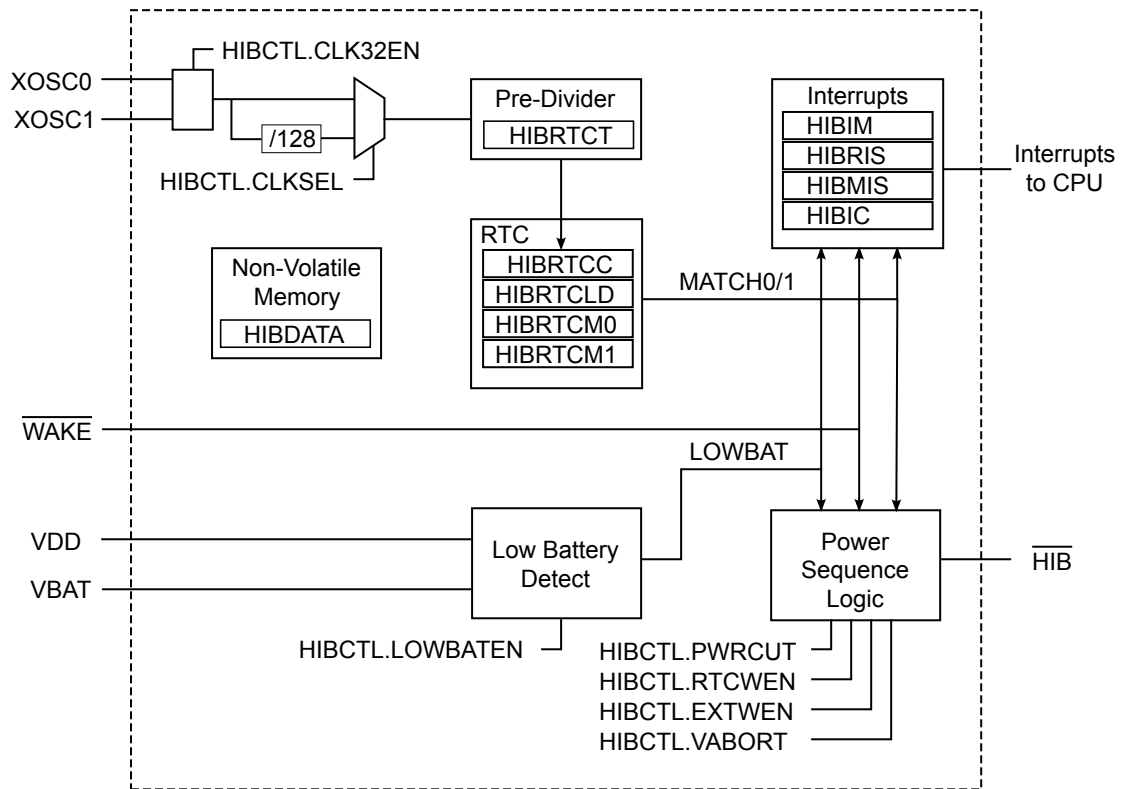 HIBCTL.CLK32EN
XOSC0
XOSC1
/128
HIBCTL.CLKSEL
Pre-Divider
HIBRTCT
Interrupts
HIBIM
HIBRIS
HIBMIS
HIBIC
Interrupts
to CPU
Non-Volatile
Memory
HIBDATA
RTC
HIBRTCC
HIBRTCLD
HIBRTCM0
HIBRTCM1
MATCH0/1
WAKE
LOWBAT
VDD
VBAT
Low Battery
Detect
Power
Sequence
Logic
HIB
HIBCTL.LOWBATEN
HIBCTL.PWRCUT
HIBCTL.RTCWEN
HIBCTL.EXTWEN
HIBCTL.VABORT